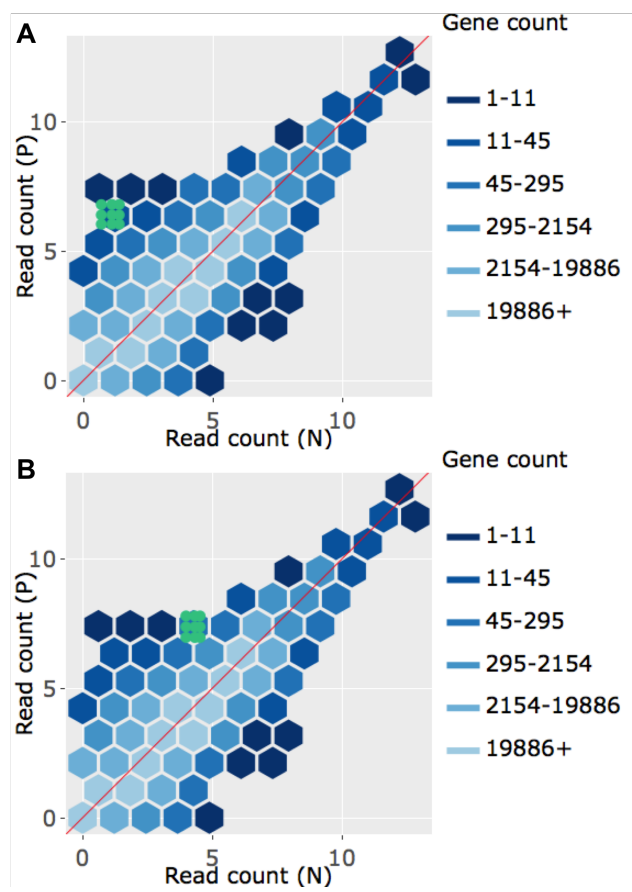 A
Gene count
Read count (P)
10
5
0
1-11
11-45
45-295
295-2154
2154-19886
19886+
0 5 10
Read count (N)
B
Gene count
Read count (P)
10
5
0
1-11
11-45
45-295
295-2154
2154-19886
19886+
0 5 10
Read count (N)